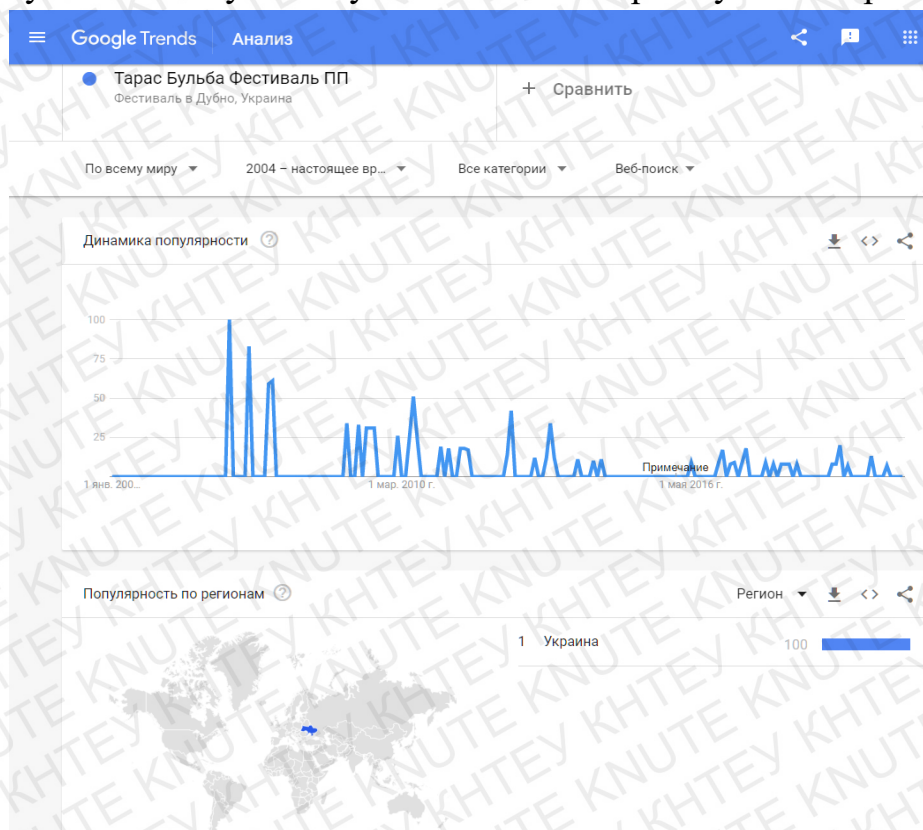 Google Trends Анализ
Тарас Бульба Фестиваль ПП
Фестиваль в Дубно, Украина
+ Сравнить
По всему миру 2004 – настоящее вр... Все категории Веб-поиск
Динамика популярности
100
75
50
25
Примечание
1 янв. 200... 1 мар. 2010 г. 1 мая 2016 г.
Популярность по регионам Регион
1 Украина 100
KHTEY KNUTE